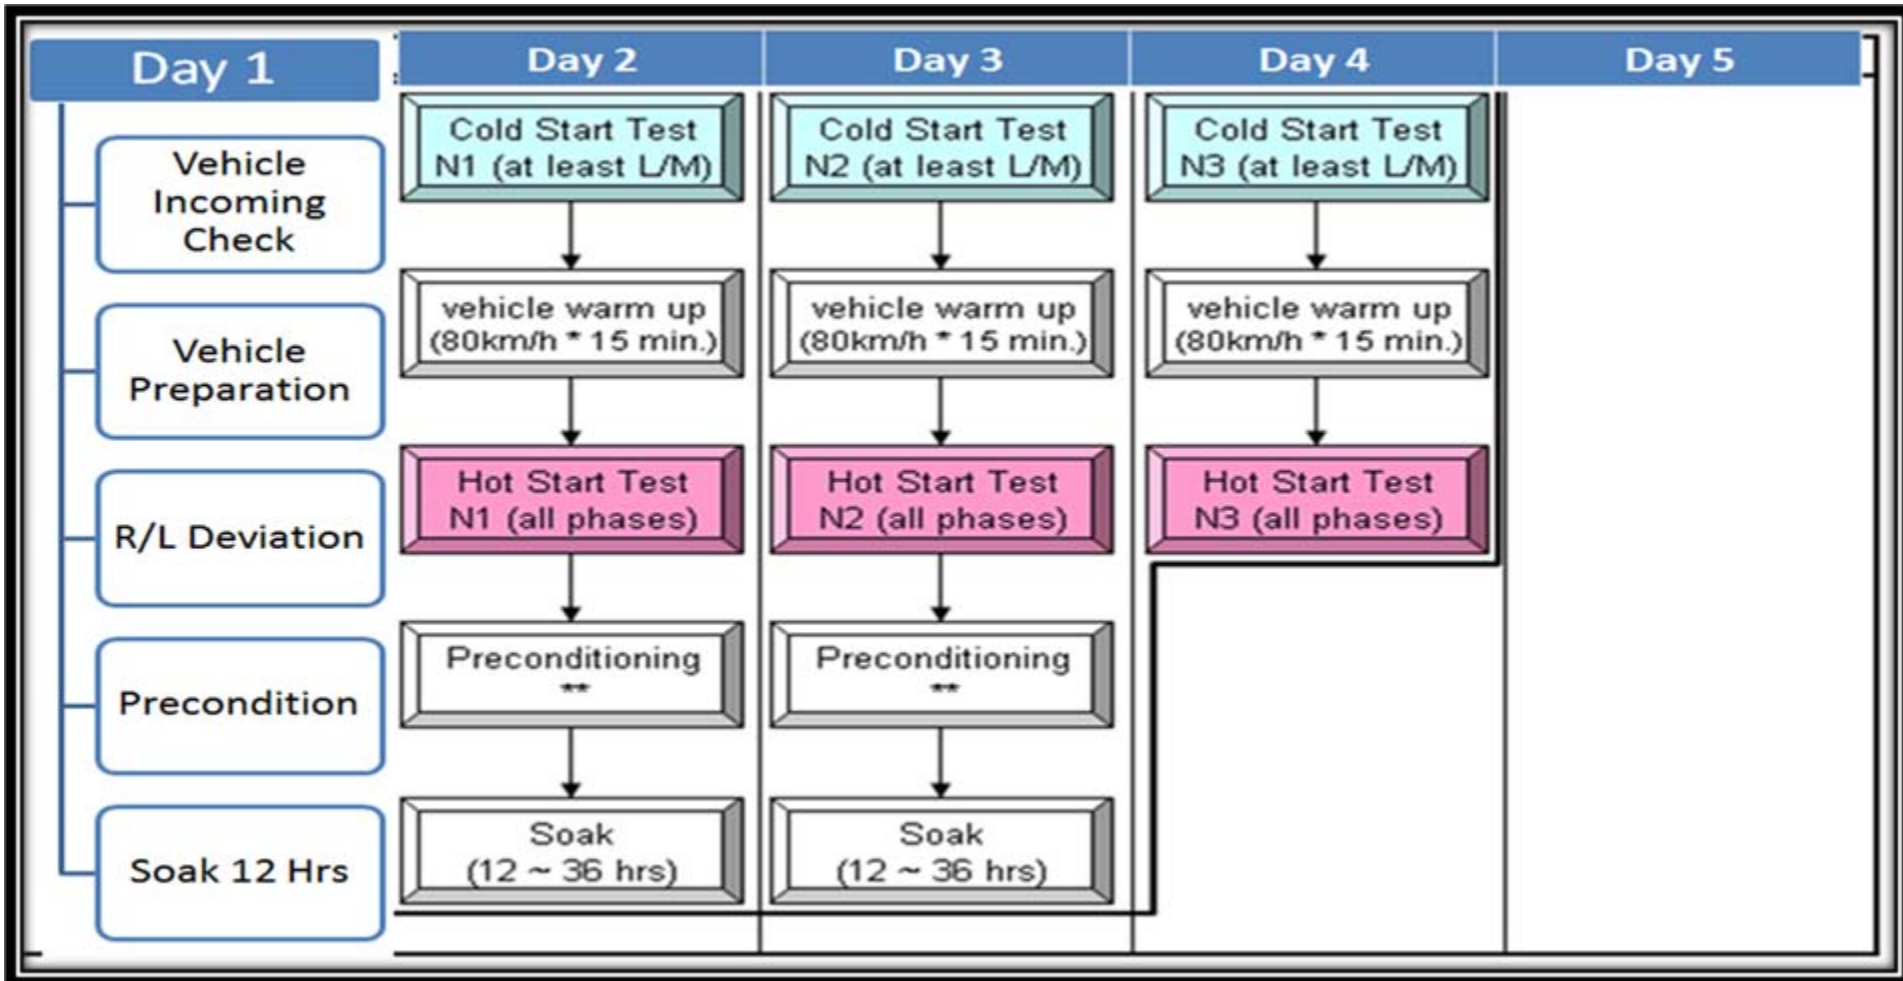 Day 1
Vehicle
Incoming
Check
Vehicle
Preparation
R/L Deviation
Precondition
Soak 12 Hrs
Day 2
Cold Start Test
N1 (at least L/M)
vehicle warm up
(80km/h * 15 min.)
Hot Start Test
N1 (all phases)
Preconditioning
**
Soak
(12 ~ 36 hrs)
Day 3
Cold Start Test
N2 (at least L/M)
vehicle warm up
(80km/h * 15 min.)
Hot Start Test
N2 (all phases)
Preconditioning
**
Soak
(12 ~ 36 hrs)
Day 4
Cold Start Test
N3 (at least L/M)
vehicle warm up
(80km/h * 15 min.)
Hot Start Test
N3 (all phases)
Day 5